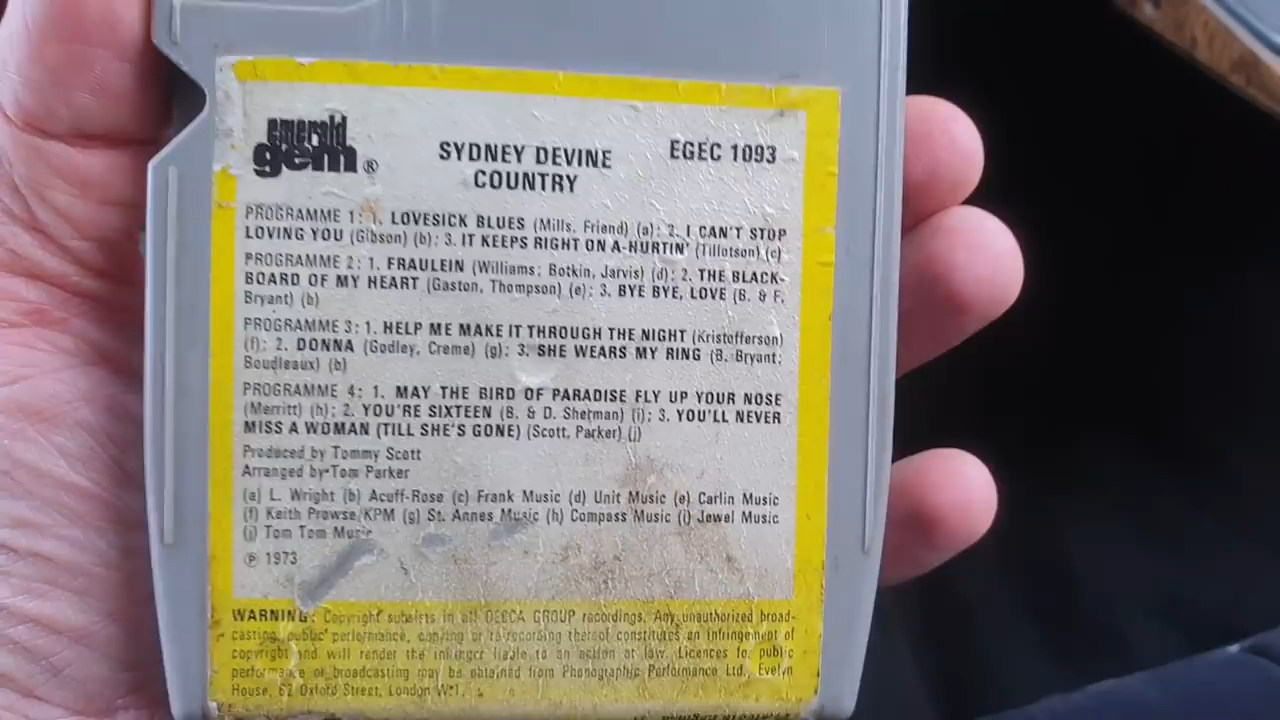 emerald gem ®
SYDNEY DEVINE
COUNTRY
EGEC 1093
PROGRAMME 1: 1. LOVESICK BLUES (Mills, Friend) (a); 2. I CAN'T STOP
LOVING YOU (Gibson) (b); 3. IT KEEPS RIGHT ON A-HURTIN' (Tillotson) (c)
PROGRAMME 2: 1. FRAULEIN (Williams; Botkin, Jarvis) (d); 2. THE BLACK-
BOARD OF MY HEART (Gaston, Thompson) (e); 3. BYE BYE, LOVE (B. & F.
Bryant) (b)
PROGRAMME 3: 1. HELP ME MAKE IT THROUGH THE NIGHT (Kristofferson)
(f); 2. DONNA (Godley, Creme) (g); 3. SHE WEARS MY RING (B. Bryant;
Boudleaux) (b)
PROGRAMME 4: 1. MAY THE BIRD OF PARADISE FLY UP YOUR NOSE
(Merritt) (h); 2. YOU'RE SIXTEEN (B. & D. Sherman) (i); 3. YOU'LL NEVER
MISS A WOMAN (TILL SHE'S GONE) (Scott, Parker) (j)
Produced by Tommy Scott
Arranged by Tom Parker
(a) L. Wright (b) Acuff-Rose (c) Frank Music (d) Unit Music (e) Carlin Music
(f) Keith Prowse/KPM (g) St. Annes Music (h) Compass Music (i) Jewel Music
(j) Tom Tom Music
℗ 1973
WARNING: Copyright subsists in all DECCA GROUP recordings. Any unauthorized broad-
casting, public performance, copying or re-recording thereof constitutes an infringement of
copyright and will render the infringer liable to an action at law. Licences for public
performance or broadcasting may be obtained from Phonographic Performance Ltd., Evelyn
House, 62 Oxford Street, London W.1.